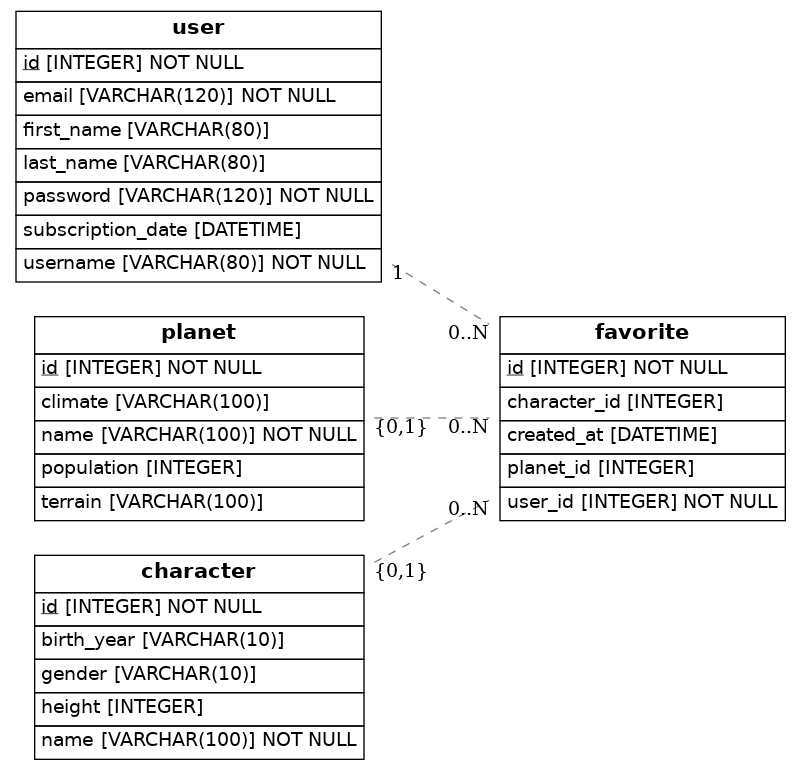 user
id [INTEGER] NOT NULL
email [VARCHAR(120)] NOT NULL
first_name [VARCHAR(80)]
last_name [VARCHAR(80)]
password [VARCHAR(120)] NOT NULL
subscription_date [DATETIME]
username [VARCHAR(80)] NOT NULL
1
0..N
planet
id [INTEGER] NOT NULL
climate [VARCHAR(100)]
name [VARCHAR(100)] NOT NULL
population [INTEGER]
terrain [VARCHAR(100)]
{0,1}
0..N
favorite
id [INTEGER] NOT NULL
character_id [INTEGER]
created_at [DATETIME]
planet_id [INTEGER]
user_id [INTEGER] NOT NULL
0..N
{0,1}
character
id [INTEGER] NOT NULL
birth_year [VARCHAR(10)]
gender [VARCHAR(10)]
height [INTEGER]
name [VARCHAR(100)] NOT NULL